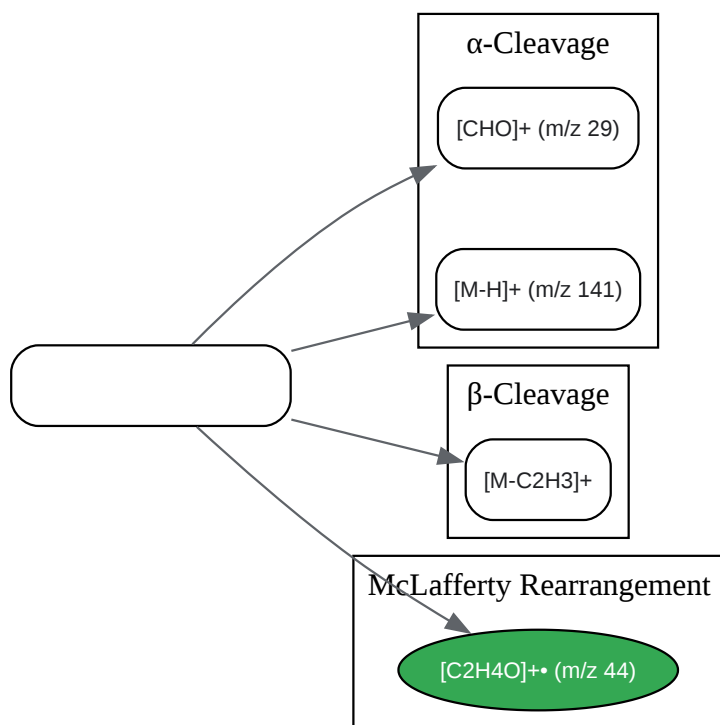 α-Cleavage
[CHO]+ (m/z 29)
[M-H]+ (m/z 141)
β-Cleavage
[M-C2H3]+
McLafferty Rearrangement
[C2H4O]+• (m/z 44)